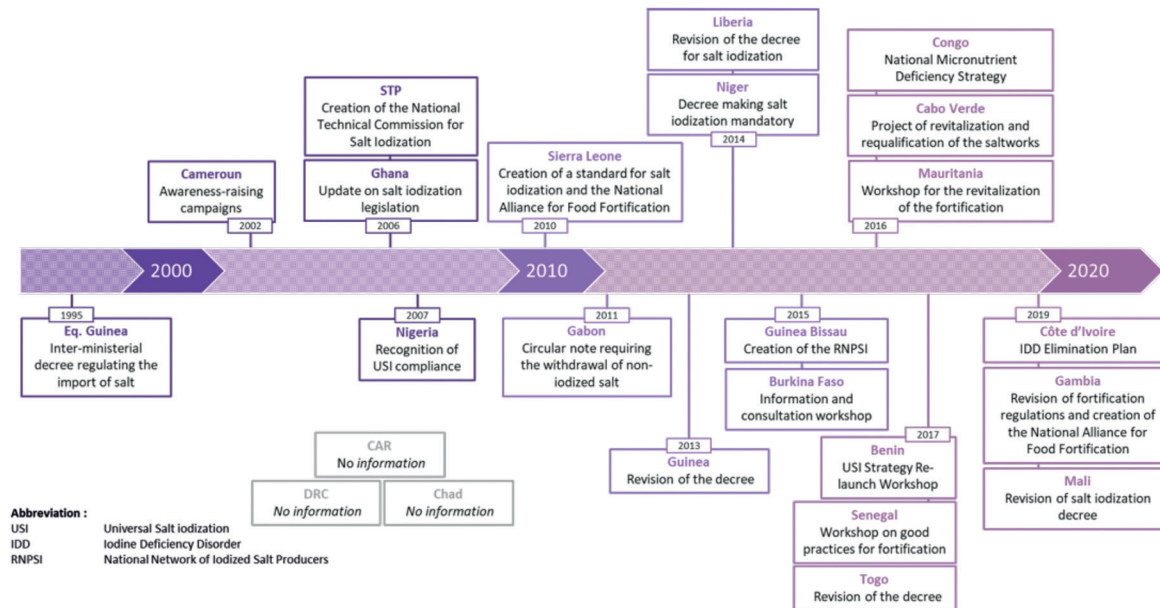 Liberia
Revision of the decree
for salt iodization
Niger
Decree making salt
iodization mandatory
2014
Congo
National Micronutrient
Deficiency Strategy
Cabo Verde
Project of revitalization and
requalification of the saltworks
Mauritania
Workshop for the revitalization
of the fortification
2016
STP
Creation of the National
Technical Commission for
Salt Iodization
Ghana
Update on salt iodization
legislation
2006
Sierra Leone
Creation of a standard for salt
iodization and the National
Alliance for Food Fortification
2010
Cameroun
Awareness-raising
campaigns
2002
2000
2010
2020
1995
Eq. Guinea
Inter-ministerial
decree regulating the
import of salt
2007
Nigeria
Recognition of
USI compliance
2011
Gabon
Circular note requiring
the withdrawal of non-
iodized salt
2015
Guinea Bissau
Creation of the RNPSI
Burkina Faso
Information and
consultation workshop
2019
Côte d'Ivoire
IDD Elimination Plan
Gambia
Revision of fortification
regulations and creation of
the National Alliance for
Food Fortification
Mali
Revision of salt iodization
decree
2013
Guinea
Revision of the decree
2017
Benin
USI Strategy Re-
launch Workshop
Senegal
Workshop on good
practices for fortification
Togo
Revision of the decree
CAR
No information
DRC
No information
Chad
No information
Abbreviation :
USI Universal Salt iodization
IDD Iodine Deficiency Disorder
RNPSI National Network of Iodized Salt Producers